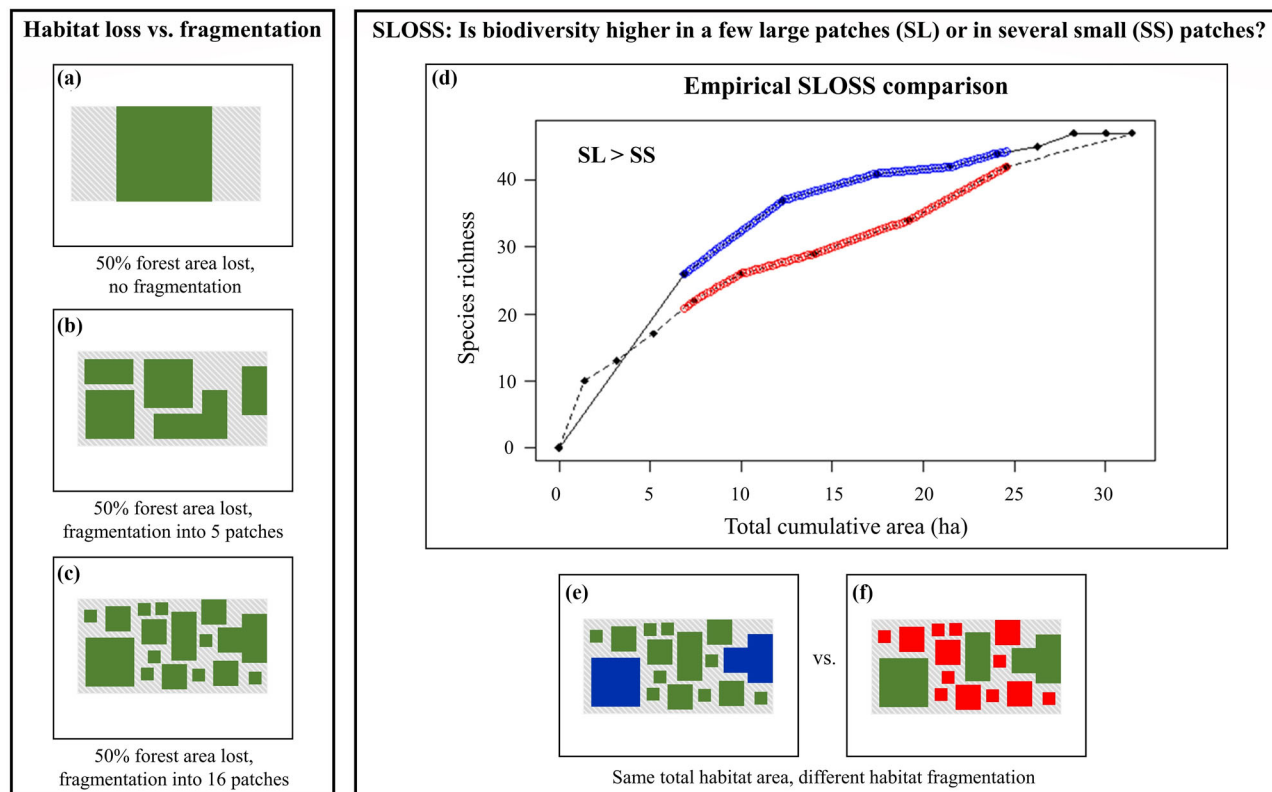 Habitat loss vs. fragmentation
(a)
50% forest area lost,
no fragmentation
(b)
50% forest area lost,
fragmentation into 5 patches
(c)
50% forest area lost,
fragmentation into 16 patches
SLOSS: Is biodiversity higher in a few large patches (SL) or in several small (SS) patches?
(d)
Empirical SLOSS comparison
SL > SS
Species richness
40
30
20
10
0
0 5 10 15 20 25 30
Total cumulative area (ha)
(e)
vs.
(f)
Same total habitat area, different habitat fragmentation